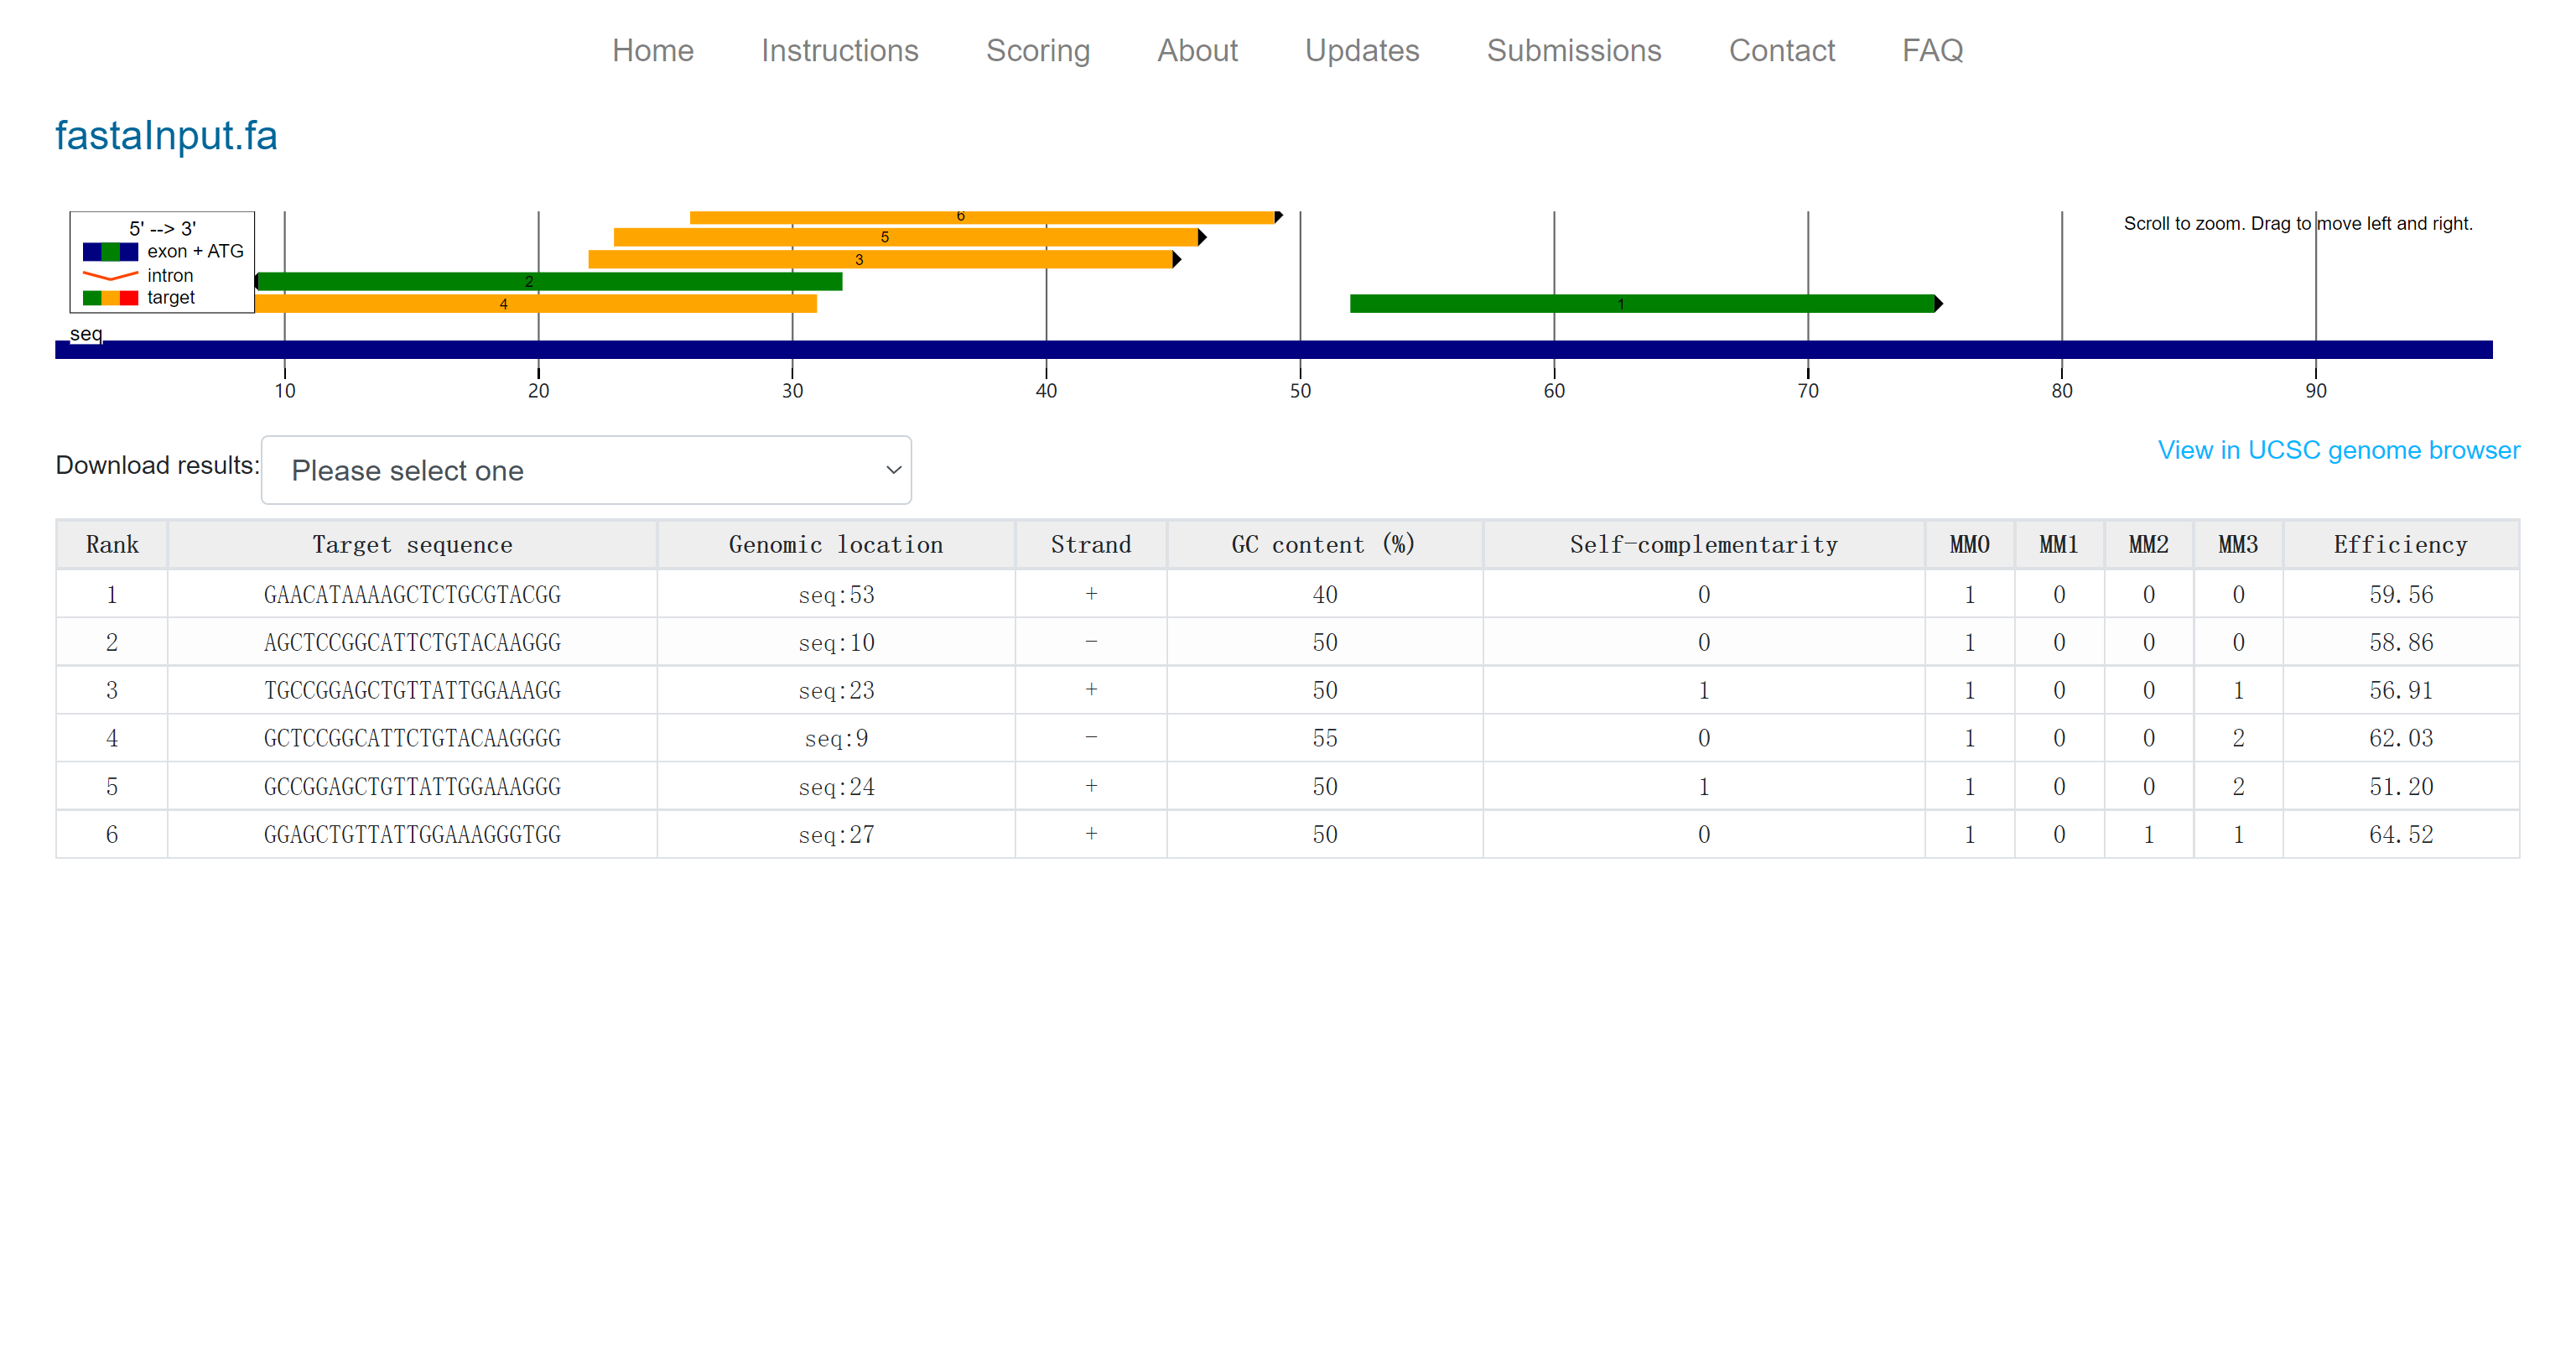 Home Instructions Scoring About Updates Submissions Contact FAQ
fastaInput.fa
5' --> 3'
exon + ATG
intron
target
6
5
3
2
4
1
Scroll to zoom. Drag to move left and right.
seq
10 20 30 40 50 60 70 80 90
Download results: Please select one
View in UCSC genome browser
Rank Target sequence Genomic location Strand GC content (%) Self-complementarity MM0 MM1 MM2 MM3 Efficiency
1 GAACATAAAAGCTCTGCGTACGG seq:53 + 40 0 1 0 0 0 59.56
2 AGCTCCGGCATTCTGTACAAGGG seq:10 - 50 0 1 0 0 0 58.86
3 TGCCGGAGCTGTTATTGGAAAGG seq:23 + 50 1 1 0 0 1 56.91
4 GCTCCGGCATTCTGTACAAGGGG seq:9 - 55 0 1 0 0 2 62.03
5 GCCGGAGCTGTTATTGGAAAGGG seq:24 + 50 1 1 0 0 2 51.20
6 GGAGCTGTTATTGGAAAGGGTGG seq:27 + 50 0 1 0 1 1 64.52